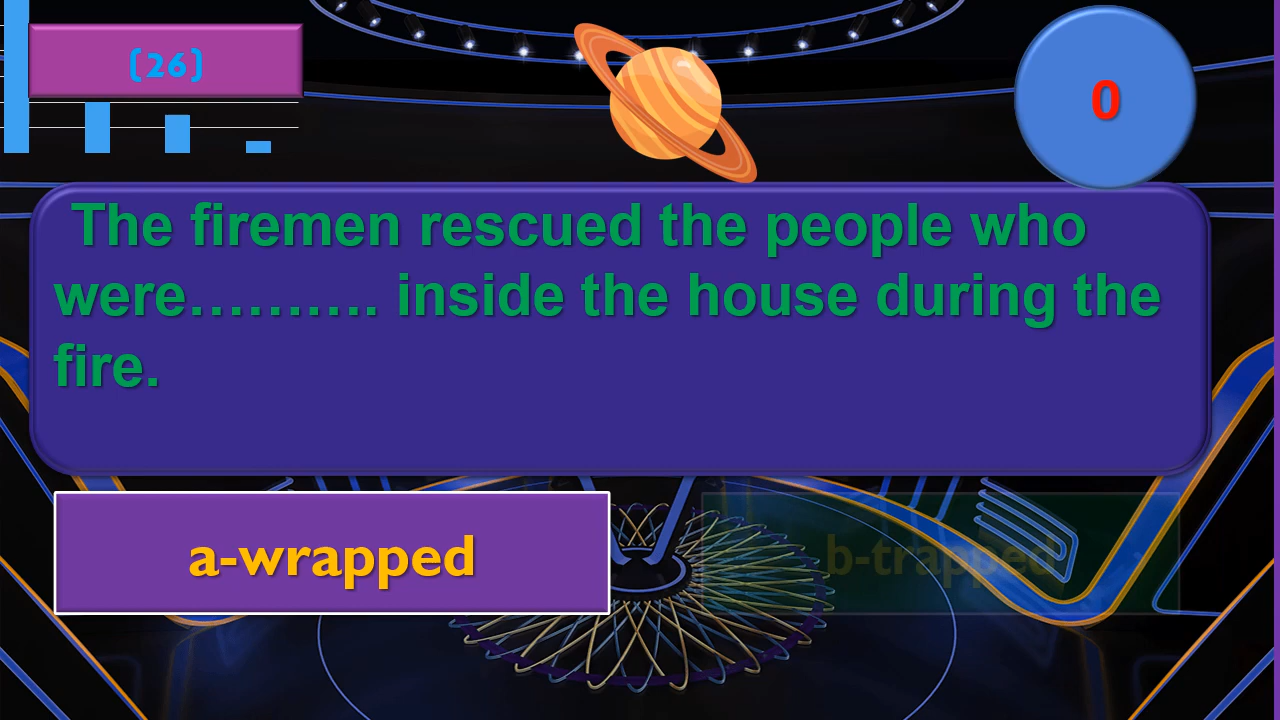 (26)
0
The firemen rescued the people who
were………. inside the house during the
fire.
a-wrapped
b-trapped